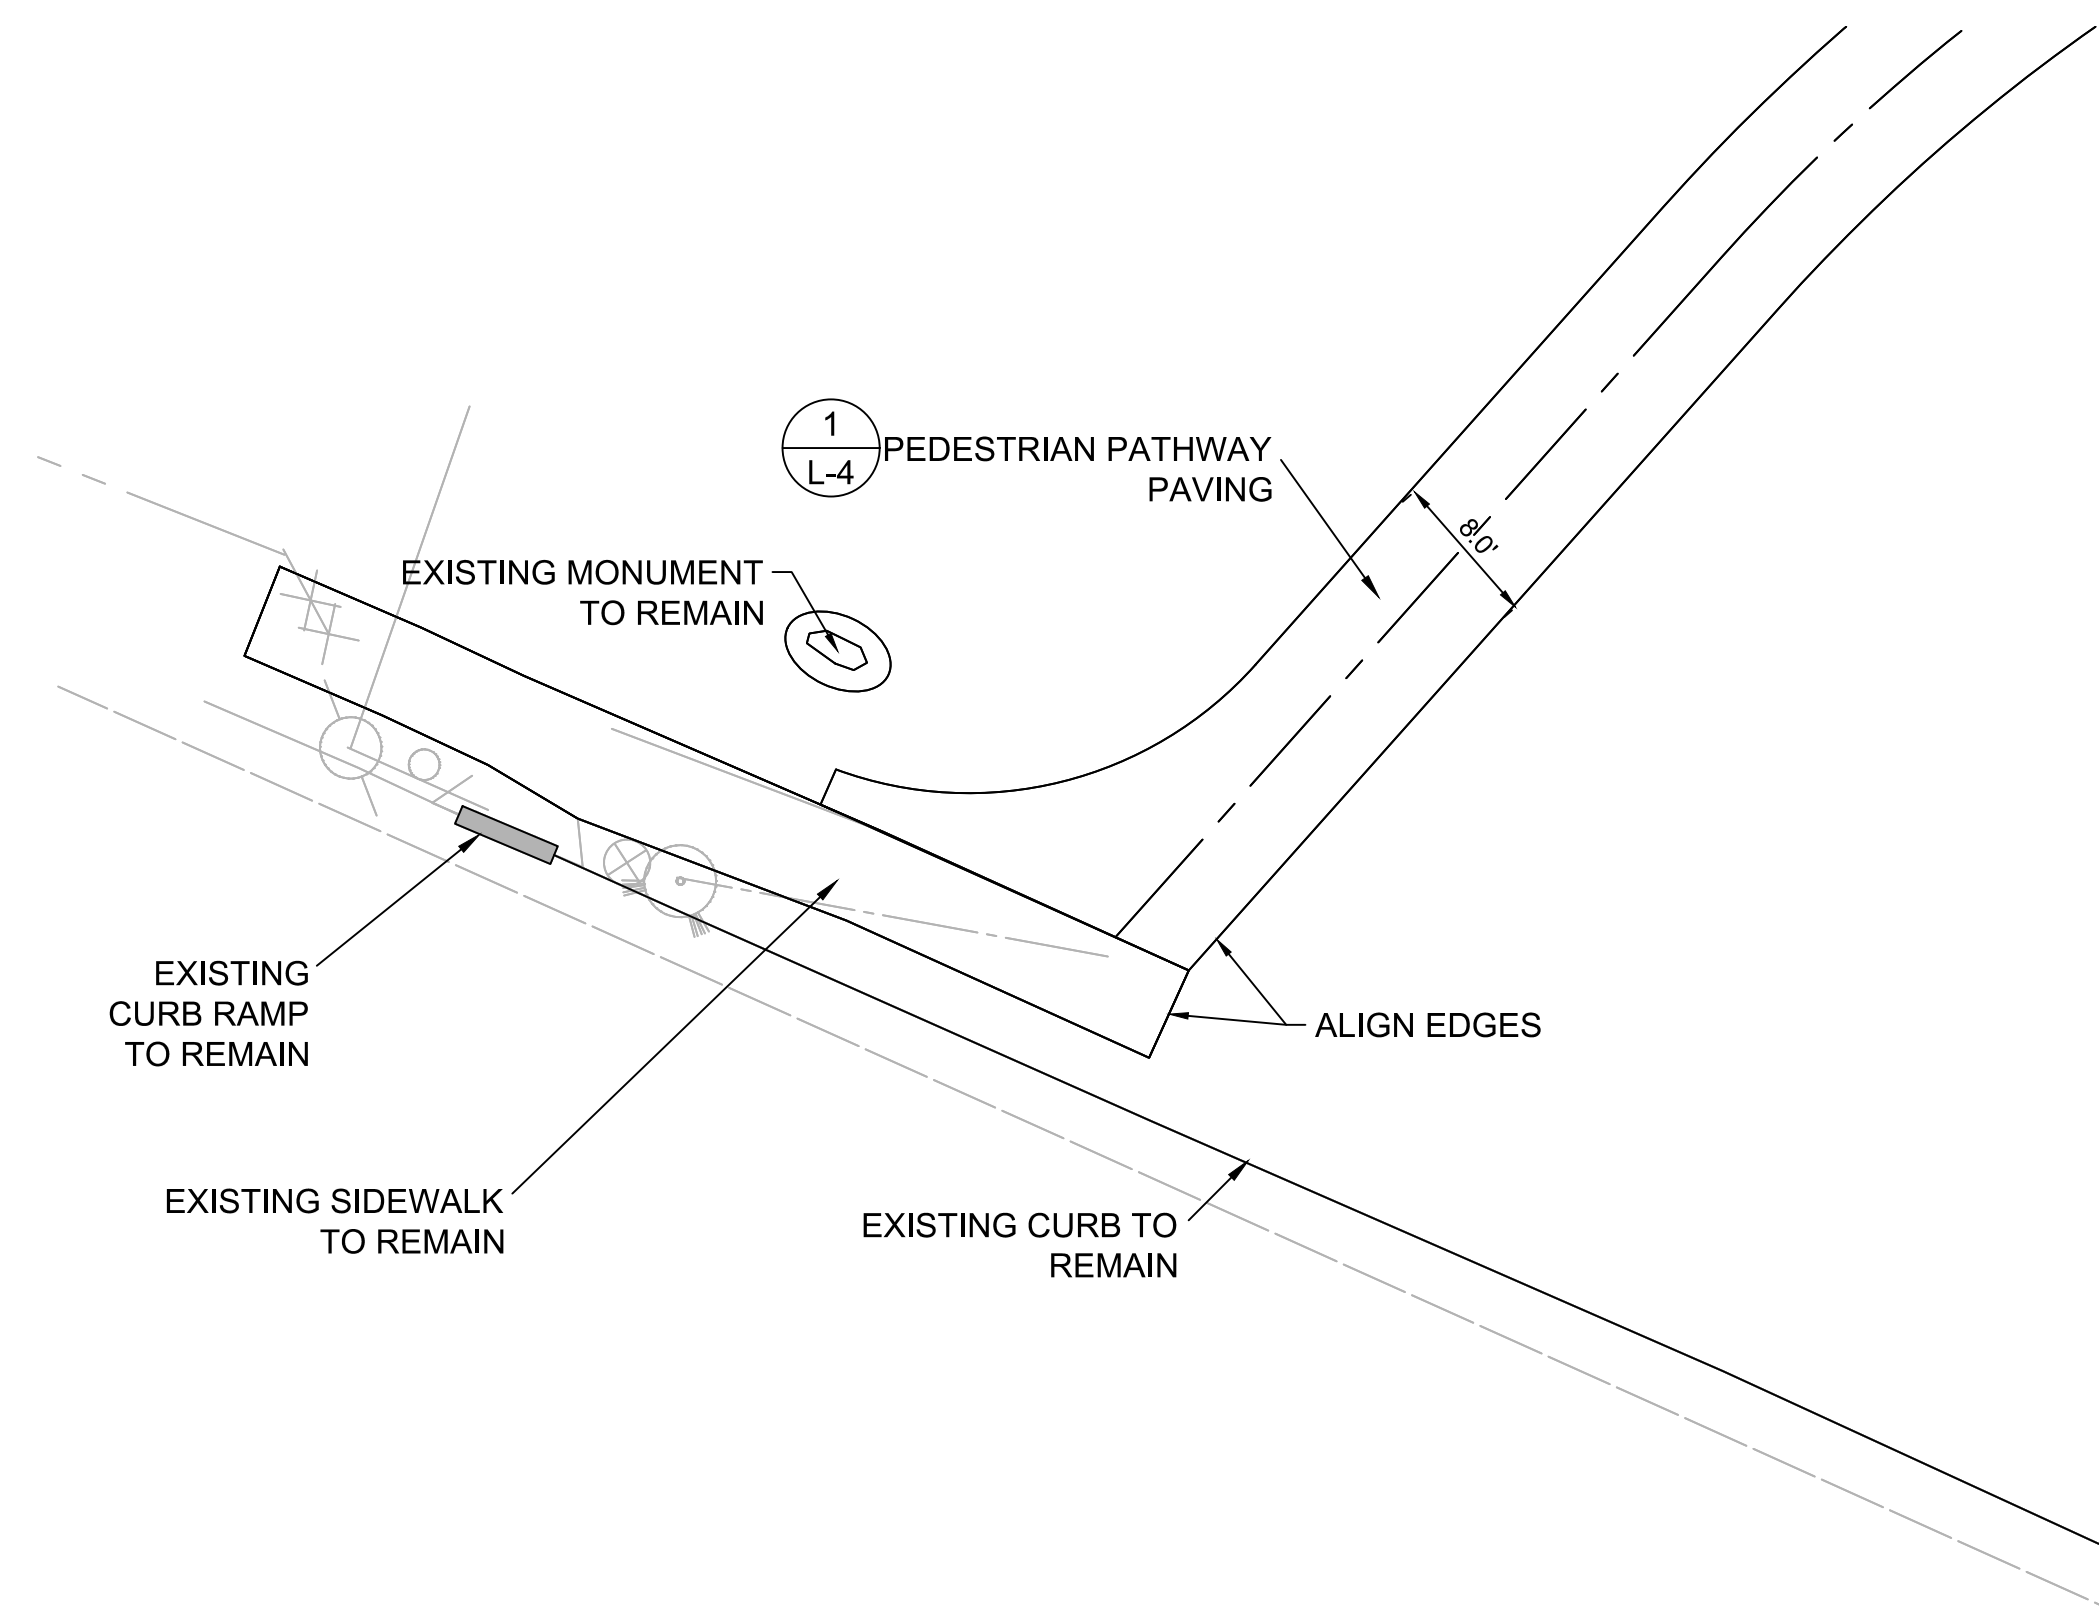 1
L-4
PEDESTRIAN PATHWAY
PAVING
8.0'
EXISTING MONUMENT
TO REMAIN
EXISTING
CURB RAMP
TO REMAIN
ALIGN EDGES
EXISTING SIDEWALK
TO REMAIN
EXISTING CURB TO
REMAIN